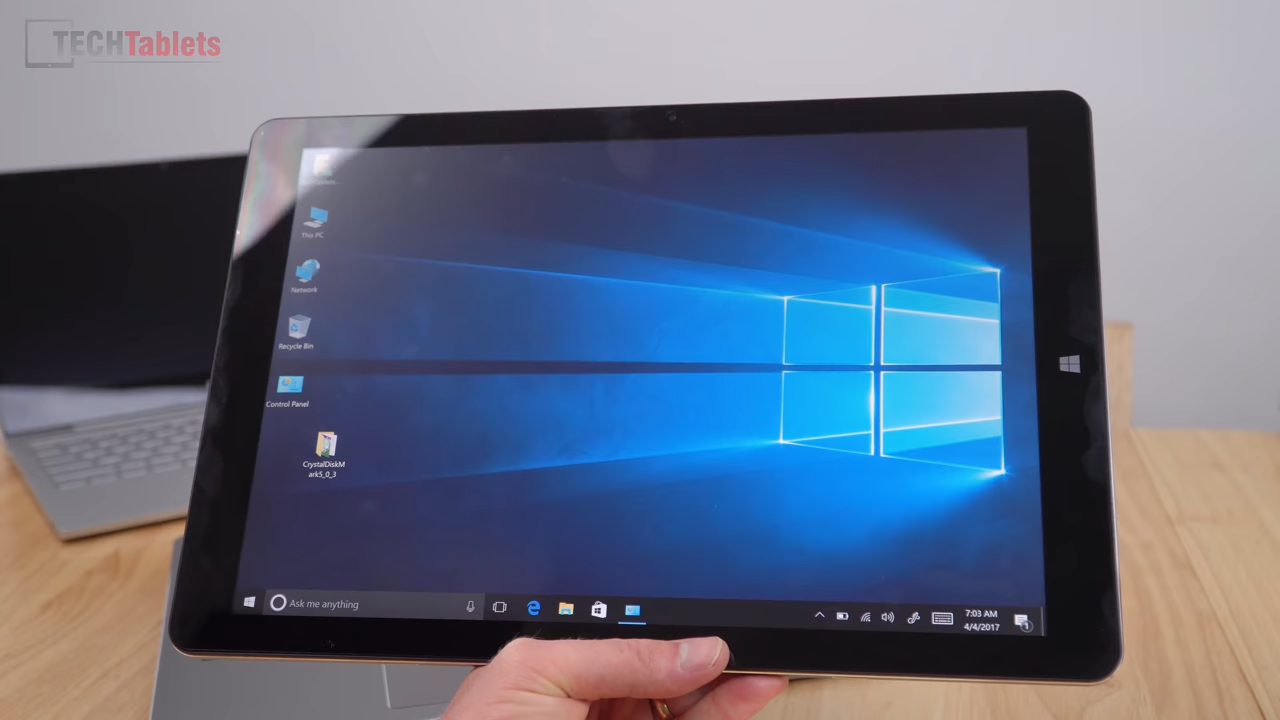 TECHTablets
This PC
Network
Recycle Bin
Control Panel
CrystalDiskM
ark5_0_3
Ask me anything
7:03 AM
4/4/2017
1